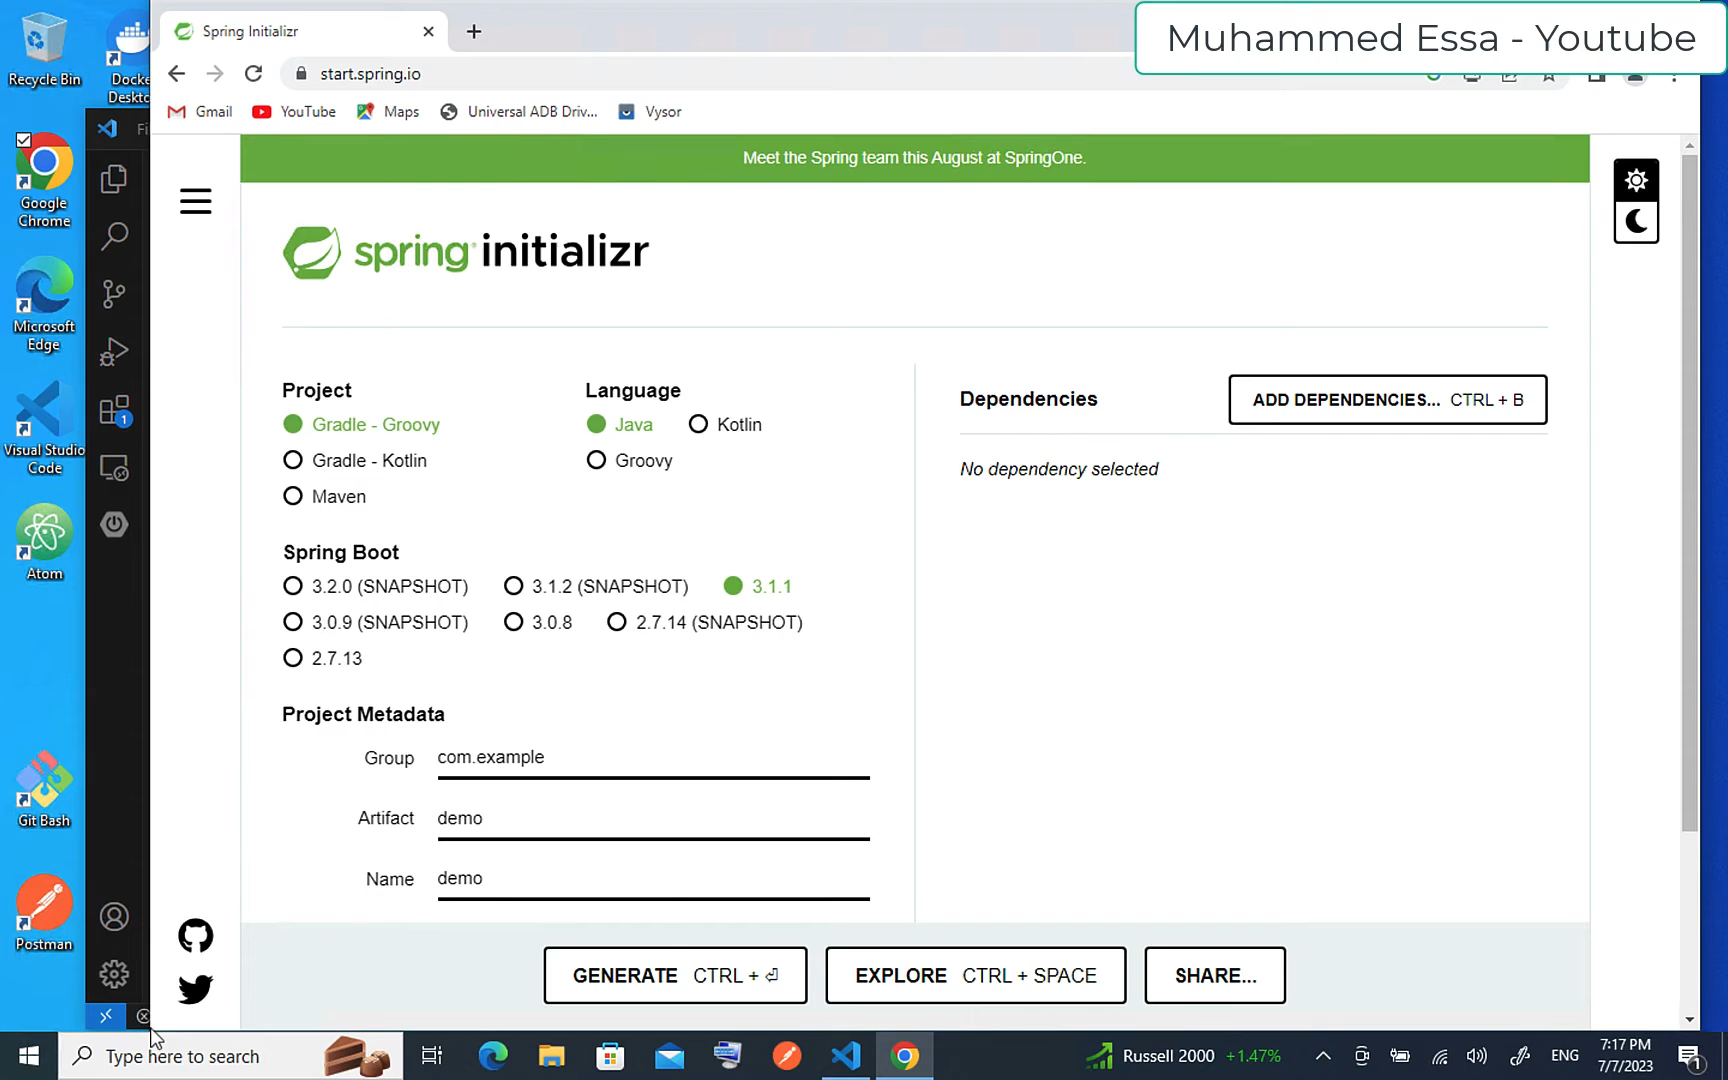 Recycle Bin
Docke
Deskto
Spring Initializr
Muhammed Essa - Youtube
start.spring.io
Gmail
YouTube
Maps
Universal ADB Driv...
Vysor
Fi
Google
Chrome
Microsoft
Edge
1
Visual Studio
Code
Atom
Git Bash
Postman
Meet the Spring team this August at SpringOne.
spring initializr
Project
Gradle - Groovy
Gradle - Kotlin
Maven
Language
Java
Kotlin
Groovy
Dependencies
ADD DEPENDENCIES... CTRL + B
No dependency selected
Spring Boot
3.2.0 (SNAPSHOT)
3.1.2 (SNAPSHOT)
3.1.1
3.0.9 (SNAPSHOT)
3.0.8
2.7.14 (SNAPSHOT)
2.7.13
Project Metadata
Group com.example
Artifact demo
Name demo
GENERATE CTRL + ⏎
EXPLORE CTRL + SPACE
SHARE...
Type here to search
Russell 2000 +1.47%
ENG
7:17 PM
7/7/2023
1